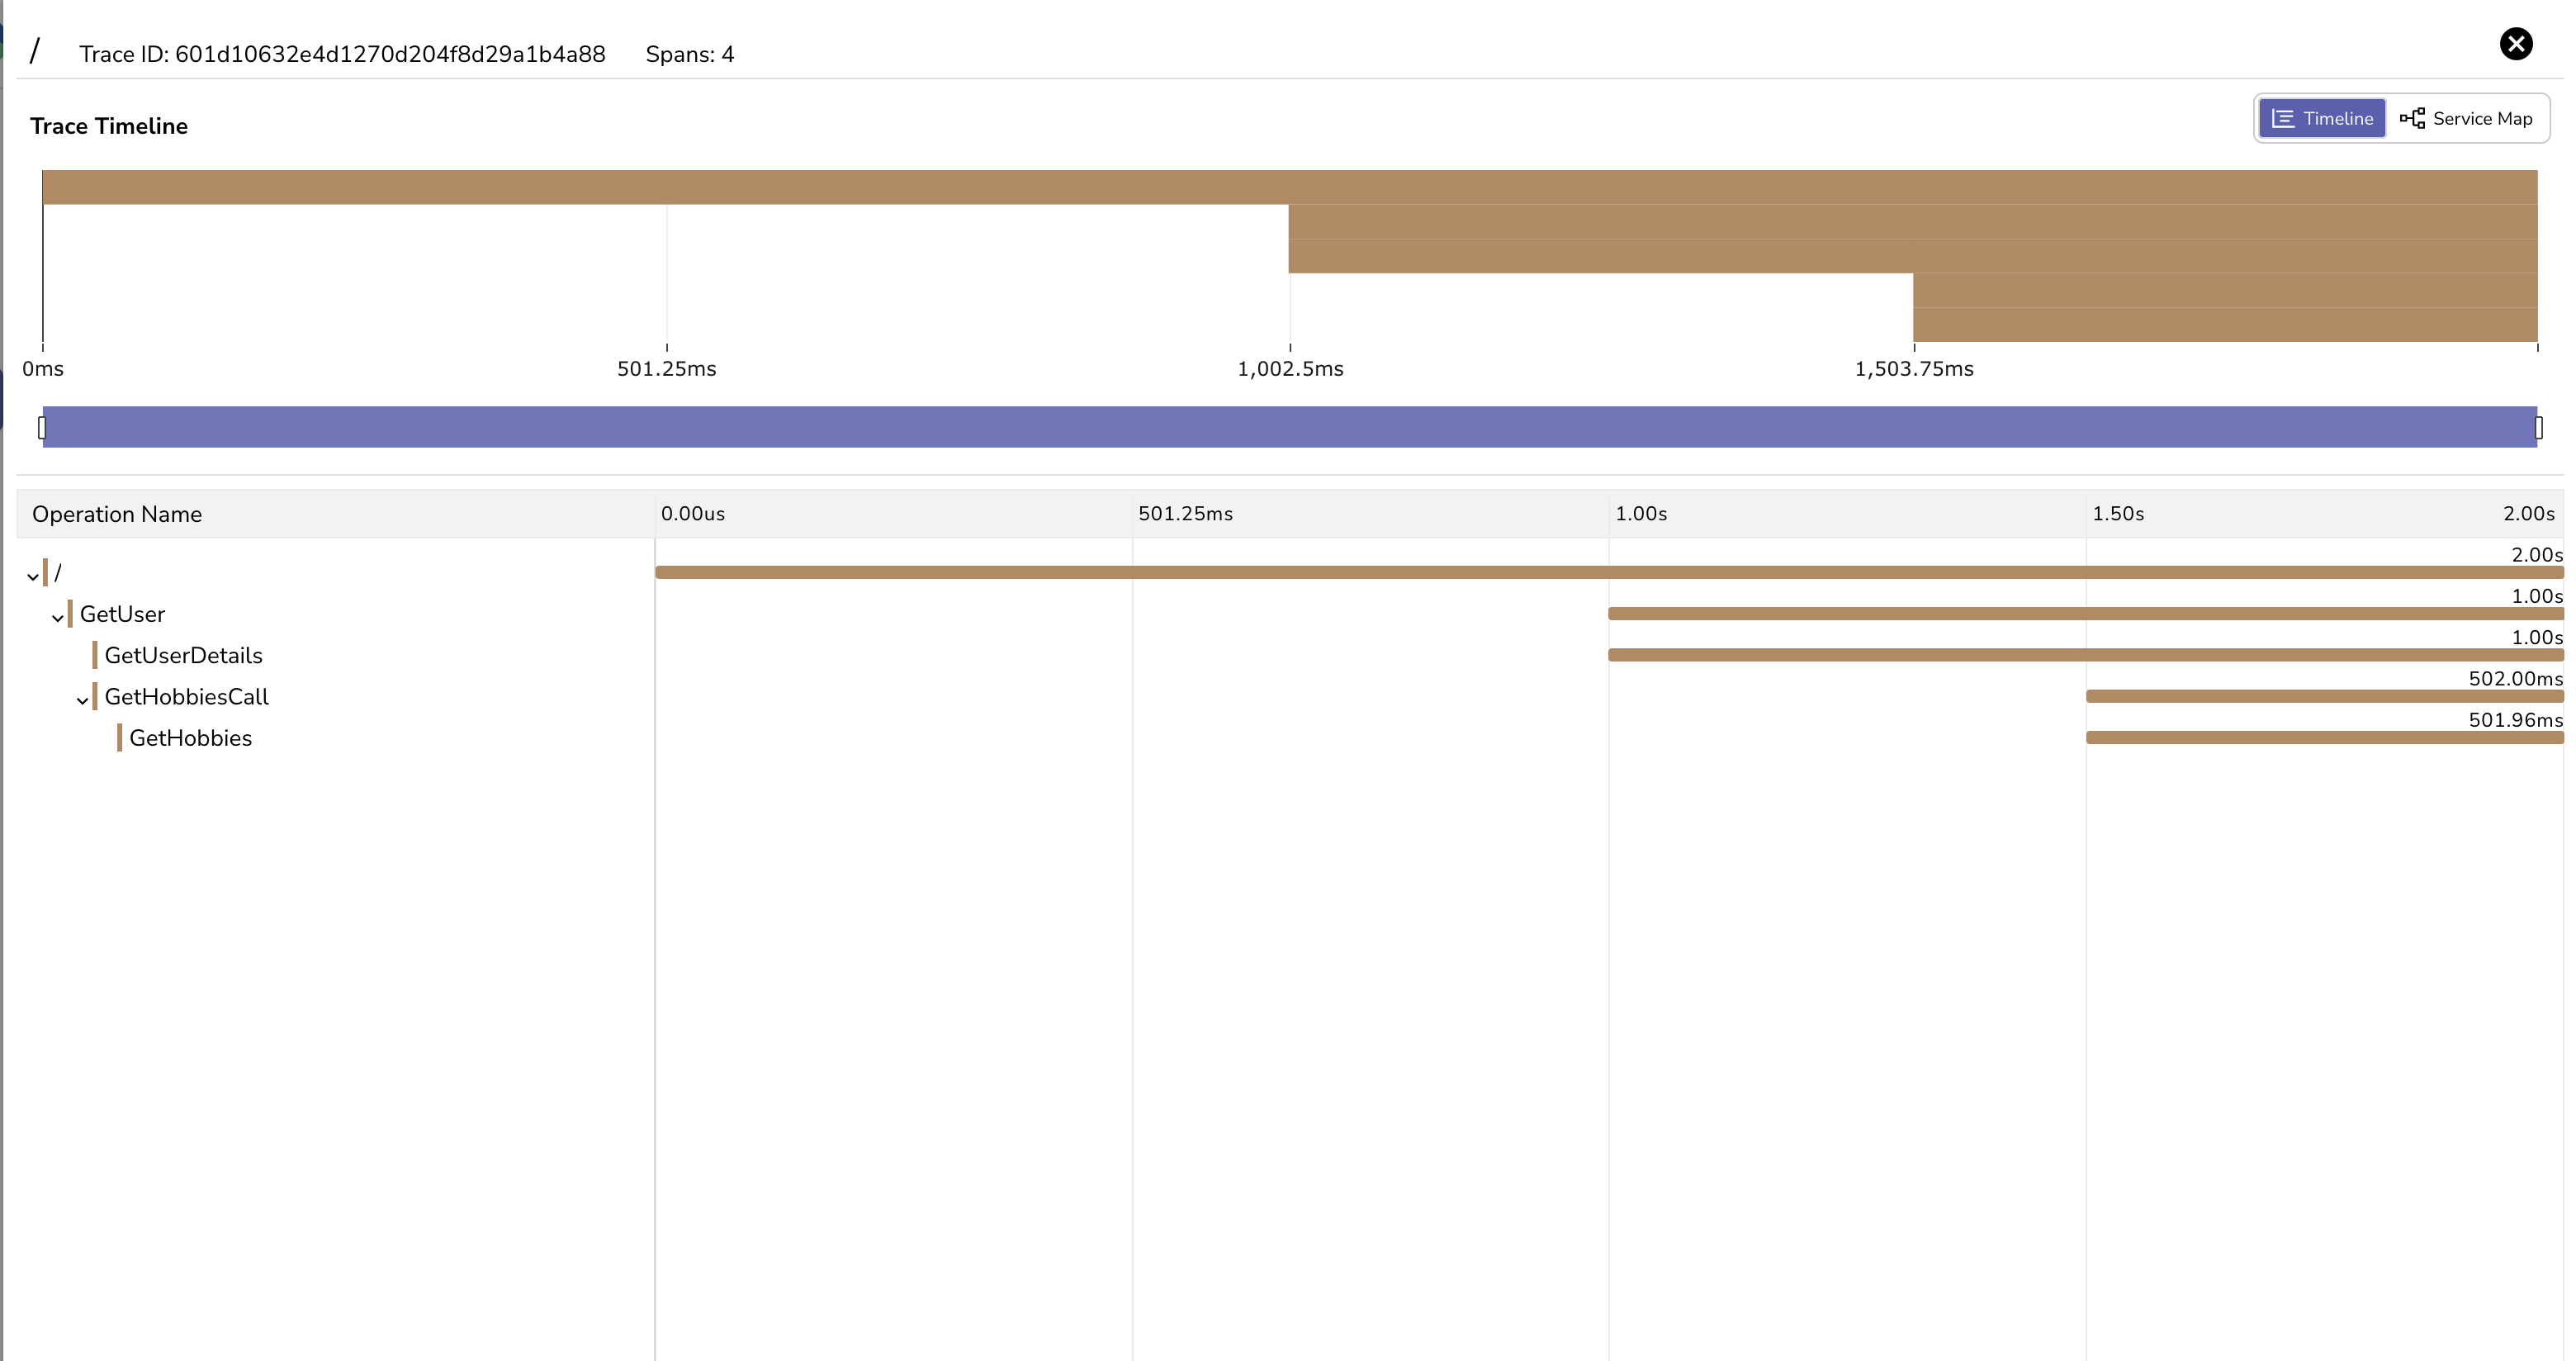 / Trace ID: 601d10632e4d1270d204f8d29a1b4a88 Spans: 4
Trace Timeline Timeline Service Map
0ms 501.25ms 1,002.5ms 1,503.75ms
Operation Name 0.00us 501.25ms 1.00s 1.50s 2.00s
/ 2.00s
GetUser 1.00s
GetUserDetails 1.00s
GetHobbiesCall 502.00ms
GetHobbies 501.96ms